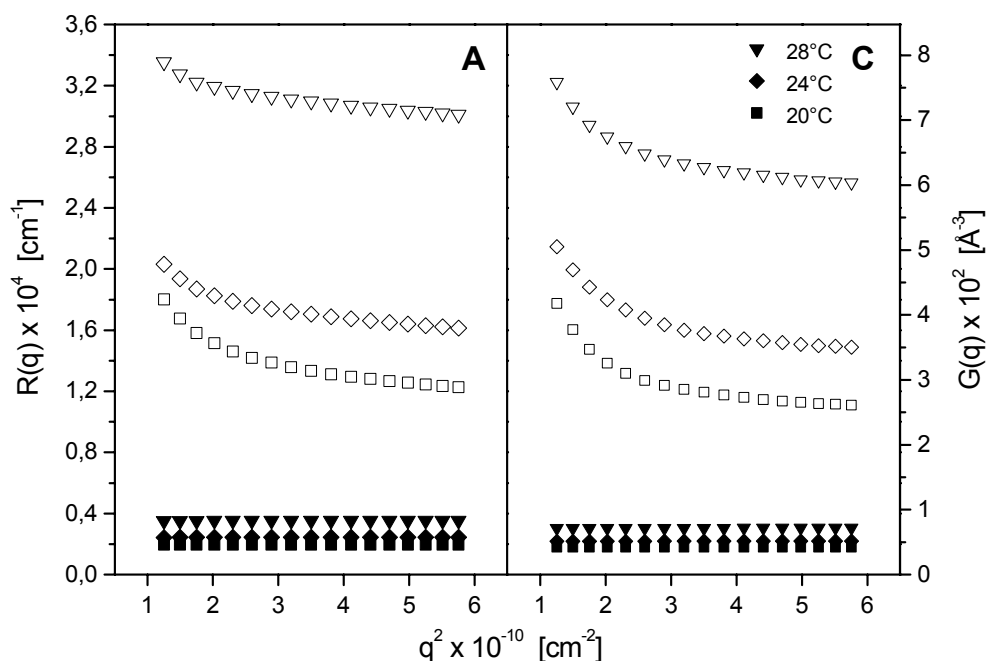 3,6
3,2
2,8
2,4
2,0
1,6
1,2
0,8
0,4
0,0
R(q) x 10⁴ [cm⁻¹]
A
C
28°C
24°C
20°C
8
7
6
5
4
3
2
1
0
G(q) x 10² [Å⁻³]
1 2 3 4 5 6
1 2 3 4 5 6
q² x 10⁻¹⁰ [cm⁻²]